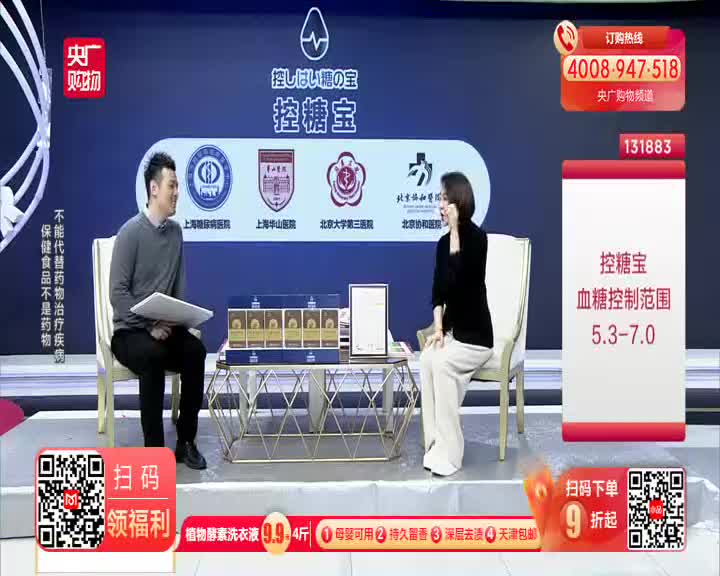 央广
购物
控しばい糖の宝
控糖宝
上海糖尿病医院
上海华山医院
北京大学第三医院
北京协和医院
订购热线
4008·947·518
央广购物频道
131883
控糖宝
血糖控制范围
5.3-7.0
不能代替药物治疗疾病
保健食品不是药物
扫码
领福利
植物酵素洗衣液 9.9元 4斤
1 母婴可用 2 持久留香 3 深层去渍 4 天津包邮
扫码下单
9折起